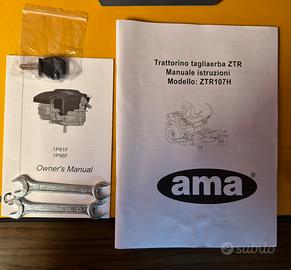 Trattorino tagliaerba ZTR
Manuale istruzioni
Modello: ZTR107H
ama
1P91F
1P96F
Owner's Manual
subito